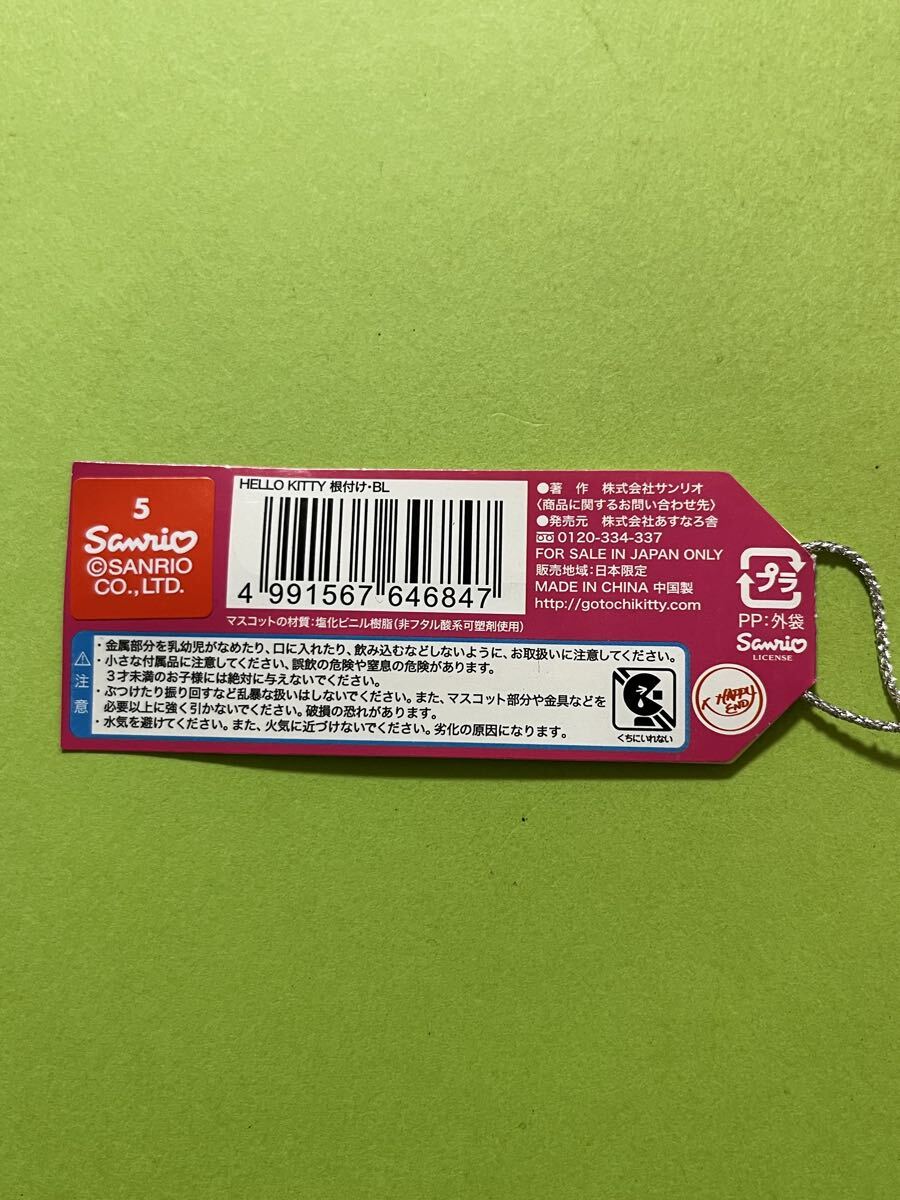 5
Sanrio
©SANRIO
CO.,LTD.
HELLO KITTY 根付け・BL
4 991567 646847
マスコットの材質：塩化ビニル樹脂（非フタル酸系可塑剤使用）
●著　作　株式会社サンリオ
〈商品に関するお問い合わせ先〉
●発売元　株式会社あすなろ舎
0120-334-337
FOR SALE IN JAPAN ONLY
販売地域：日本限定
MADE IN CHINA 中国製
http://gotochikitty.com
プラ
PP：外袋
Sanrio
LICENSE
注意
・金属部分を乳幼児がなめたり、口に入れたり、飲み込むなどしないように、お取扱いに注意してください。
・小さな付属品に注意してください、誤飲の危険や窒息の危険があります。
３才未満のお子様には絶対に与えないでください。
・ぶつけたり振り回すなど乱暴な扱いはしないでください。また、マスコット部分や金具などを
必要以上に強く引かないでください。破損の恐れがあります。
・水気を避けてください。また、火気に近づけないでください。劣化の原因になります。
くちにいれない
HAPPY
END